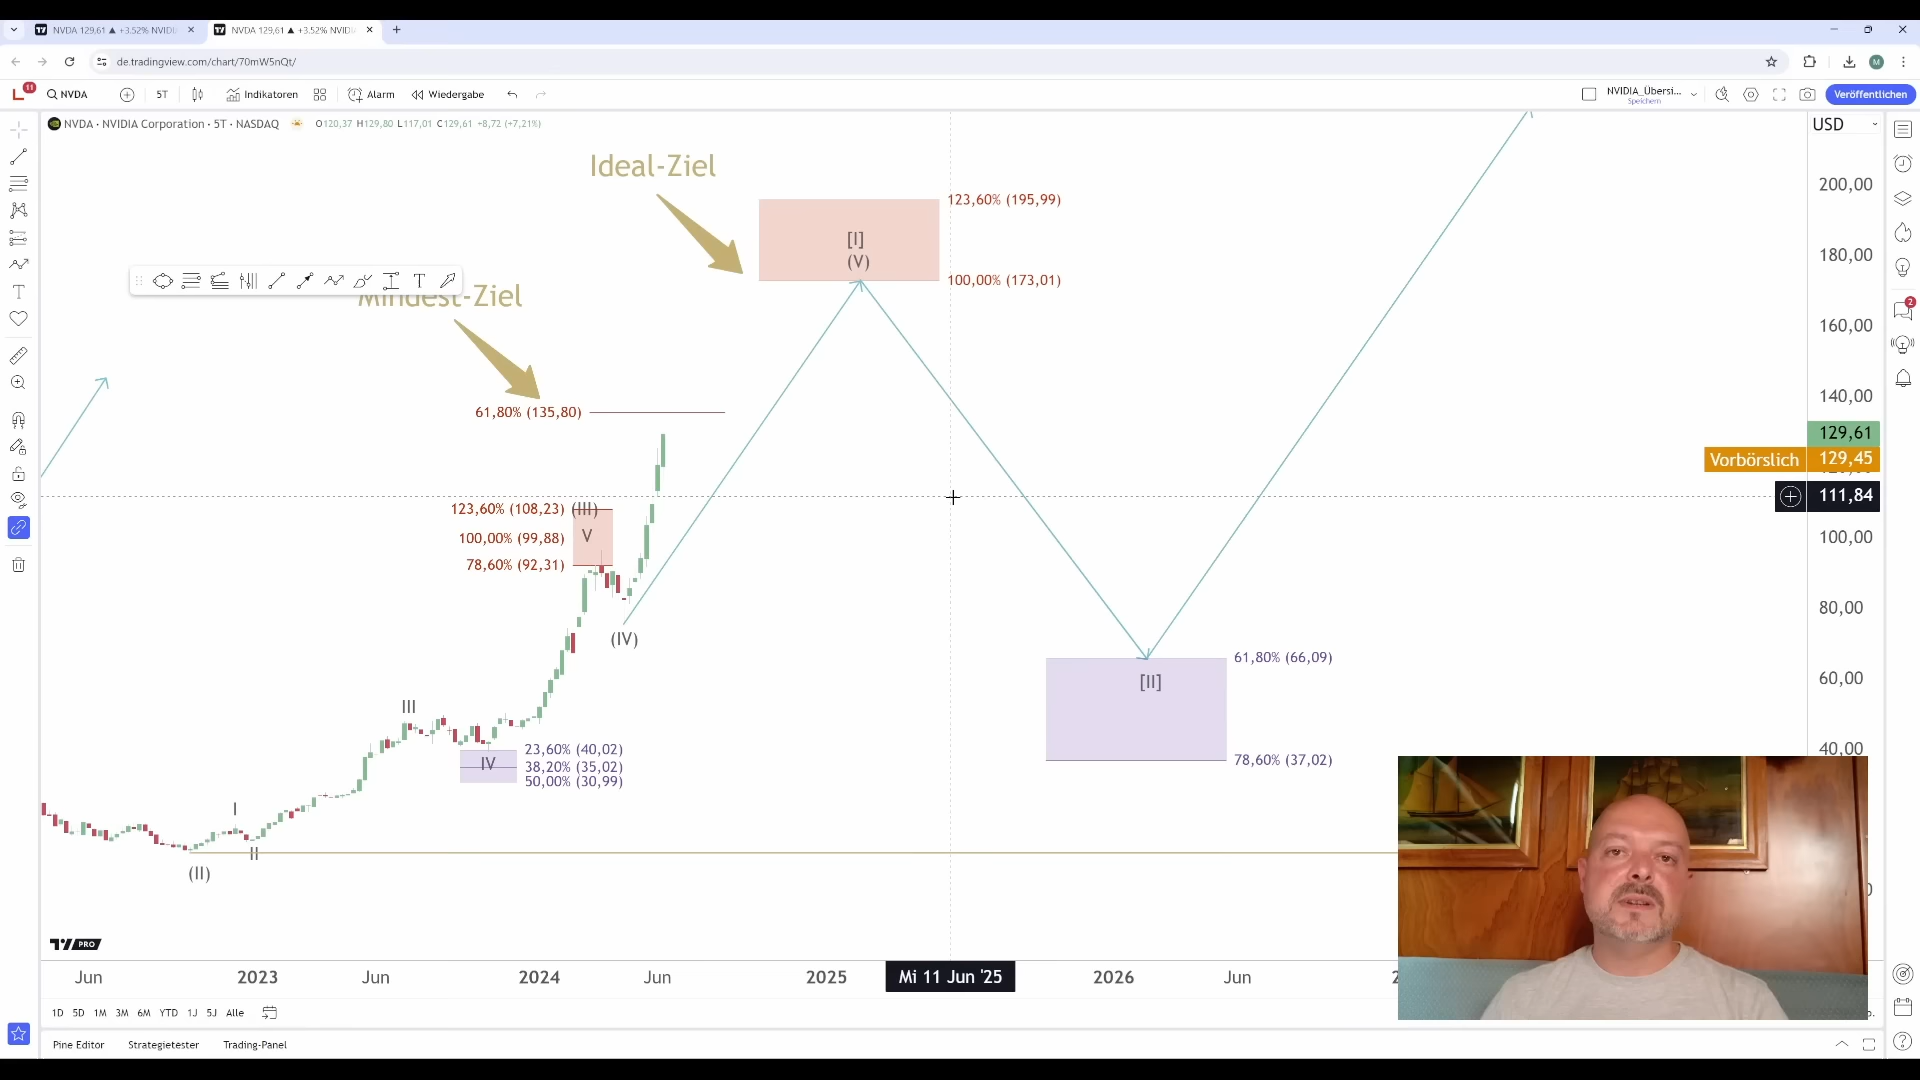 NVDA 129,61 ▲ +3.52% NVIDI
NVDA 129,61 ▲ +3.52% NVIDI
de.tradingview.com/chart/70mW5nQt/
M
11
NVDA
5T
Indikatoren
Alarm
Wiedergabe
NVIDIA_Übersi...
Speichern
Veröffentlichen
NVDA · NVIDIA Corporation · 5T · NASDAQ
O120,37 H129,80 L117,01 C129,61 +8,72 (+7,21%)
USD
Ideal-Ziel
200,00
123,60% (195,99)
[I]
(V)
180,00
100,00% (173,01)
Mindest-Ziel
2
160,00
140,00
61,80% (135,80)
129,61
Vorbörslich 129,45
111,84
123,60% (108,23) (III)
V
100,00% (99,88)
100,00
78,60% (92,31)
80,00
(IV)
61,80% (66,09)
[II]
60,00
III
23,60% (40,02)
40,00
IV
38,20% (35,02)
78,60% (37,02)
50,00% (30,99)
I
II
(II)
PRO
Jun
2023
Jun
2024
Jun
2025
Mi 11 Jun '25
2026
Jun
1D 5D 1M 3M 6M YTD 1J 5J Alle
Pine Editor
Strategietester
Trading-Panel